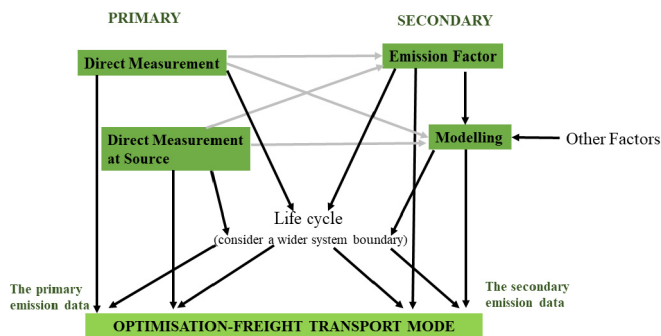 PRIMARY
SECONDARY
Direct Measurement
Emission Factor
Direct Measurement
at Source
Modelling
Other Factors
Life cycle
(consider a wider system boundary)
The primary
emission data
The secondary
emission data
OPTIMISATION-FREIGHT TRANSPORT MODE